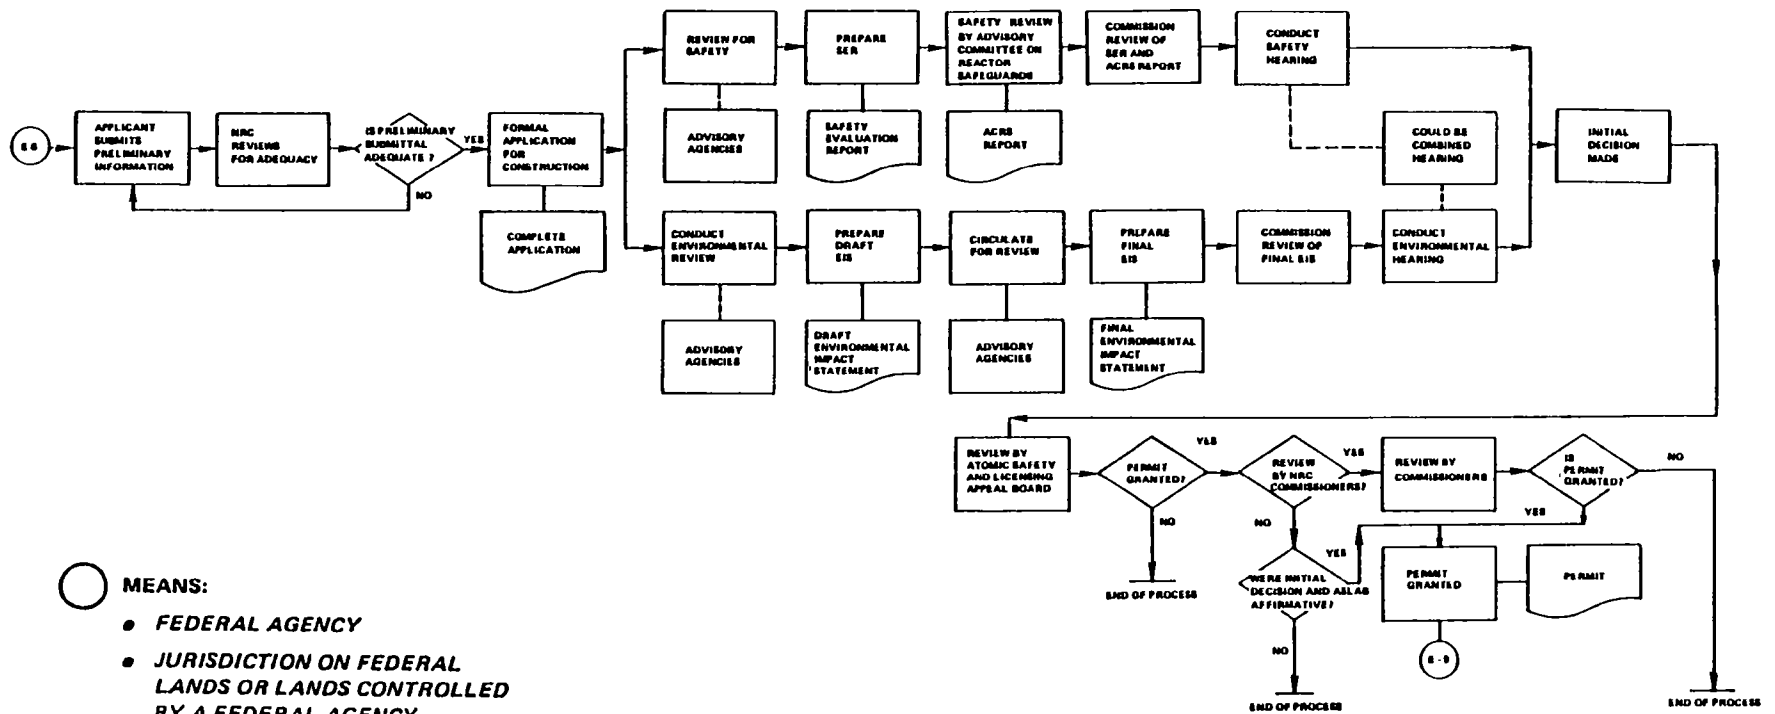 APPLICANT
SUBMITS
PRELIMINARY
INFORMATION
NRC
REVIEWS
FOR ADEQUACY
IS PRELIMINARY
SUBMITTAL
ADEQUATE?
YES
NO
FORMAL
APPLICATION
FOR
CONSTRUCTION
COMPLETE
APPLICATION
REVIEW FOR
SAFETY
ADVISORY
AGENCIES
PREPARE
SER
SAFETY
EVALUATION
REPORT
SAFETY REVIEW
BY ADVISORY
COMMITTEE ON
REACTOR
SAFEGUARDS
ACRS
REPORT
COMMISSION
REVIEW OF
SER AND
ACRS REPORT
CONDUCT
SAFETY
HEARING
COULD BE
COMBINED
HEARING
INITIAL
DECISION
MADE
CONDUCT
ENVIRONMENTAL
REVIEW
ADVISORY
AGENCIES
PREPARE
DRAFT
EIS
DRAFT
ENVIRONMENTAL
IMPACT
STATEMENT
CIRCULATE
FOR REVIEW
ADVISORY
AGENCIES
PREPARE
FINAL
EIS
FINAL
ENVIRONMENTAL
IMPACT
STATEMENT
COMMISSION
REVIEW OF
FINAL EIS
CONDUCT
ENVIRONMENTAL
HEARING
REVIEW BY
ATOMIC SAFETY
AND LICENSING
APPEAL BOARD
PERMIT
GRANTED?
YES
NO
END OF PROCESS
REVIEW
BY NRC
COMMISSIONERS?
YES
NO
REVIEW BY
COMMISSIONERS
IS
PERMIT
GRANTED?
NO
YES
WERE INITIAL
DECISION AND ASLAB
AFFIRMATIVE?
YES
NO
END OF PROCESS
PERMIT
GRANTED
PERMIT
6-9
END OF PROCESS
MEANS:
• FEDERAL AGENCY
• JURISDICTION ON FEDERAL
LANDS OR LANDS CONTROLLED
BY A FEDERAL AGENCY